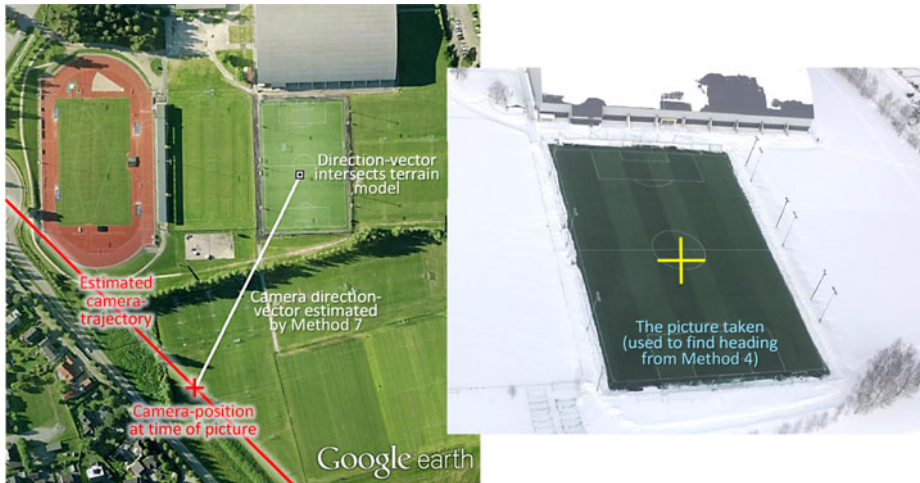 Direction-vector
intersects terrain
model
Estimated
camera-
trajectory
Camera direction-
vector estimated
by Method 7
Camera-position
at time of picture
Google earth
The picture taken
(used to find heading
from Method 4)